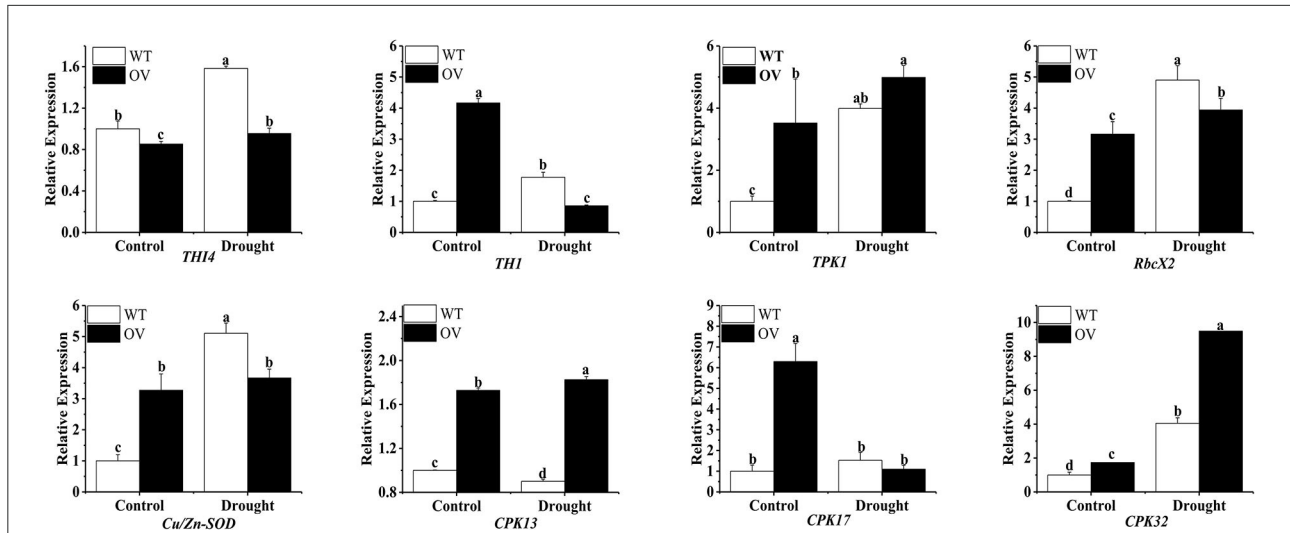 Relative Expression
1.6
1.2
0.8
0.4
0.0
WT
OV
b
c
a
b
Control
Drought
THI4
Relative Expression
6
5
4
3
2
1
0
WT
OV
c
a
b
c
Control
Drought
TH1
Relative Expression
6
4
2
0
WT
OV
c
b
ab
a
Control
Drought
TPK1
Relative Expression
6
5
4
3
2
1
0
WT
OV
d
c
a
b
Control
Drought
RbcX2
Relative Expression
6
5
4
3
2
1
0
WT
OV
c
b
a
b
Control
Drought
Cu/Zn-SOD
Relative Expression
2.4
2.0
1.6
1.2
0.8
WT
OV
c
b
d
a
Control
Drought
CPK13
Relative Expression
9
8
7
6
5
4
3
2
1
0
WT
OV
b
a
b
b
Control
Drought
CPK17
Relative Expression
10
8
6
4
2
0
WT
OV
d
c
b
a
Control
Drought
CPK32